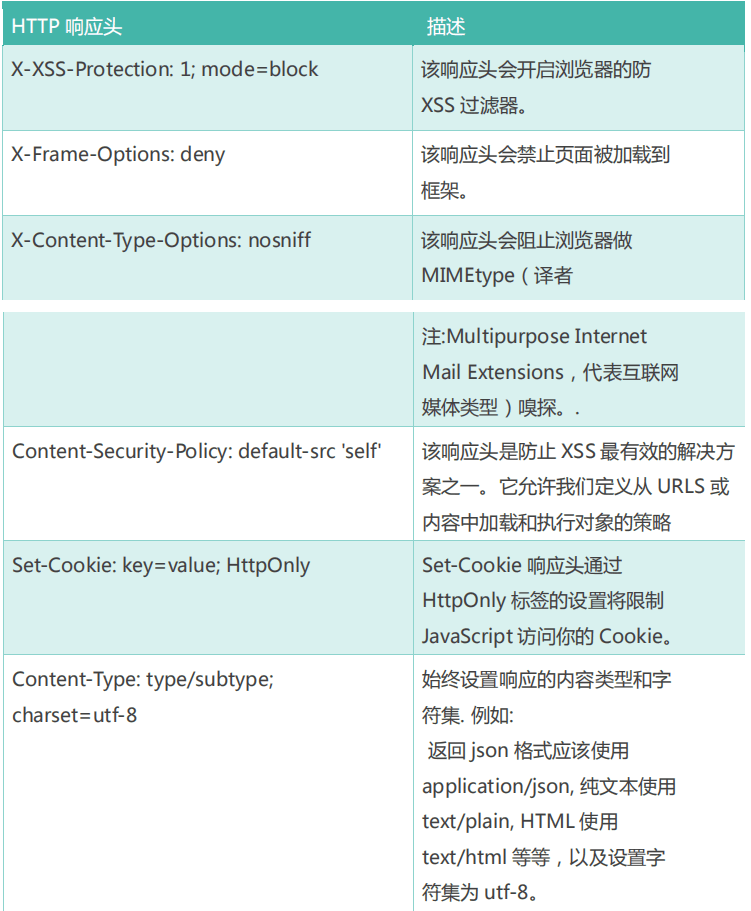 HTTP 响应头 描述
X-XSS-Protection: 1; mode=block 该响应头会开启浏览器的防
XSS 过滤器。
X-Frame-Options: deny 该响应头会禁止页面被加载到
框架。
X-Content-Type-Options: nosniff 该响应头会阻止浏览器做
MIMEtype（译者
注:Multipurpose Internet
Mail Extensions，代表互联网
媒体类型）嗅探。.
Content-Security-Policy: default-src 'self' 该响应头是防止 XSS 最有效的解决方
案之一。它允许我们定义从 URLS 或
内容中加载和执行对象的策略
Set-Cookie: key=value; HttpOnly Set-Cookie 响应头通过
HttpOnly 标签的设置将限制
JavaScript 访问你的 Cookie。
Content-Type: type/subtype; 始终设置响应的内容类型和字
charset=utf-8 符集. 例如:
返回 json 格式应该使用
application/json, 纯文本使用
text/plain, HTML 使用
text/html 等等，以及设置字
符集为 utf-8。